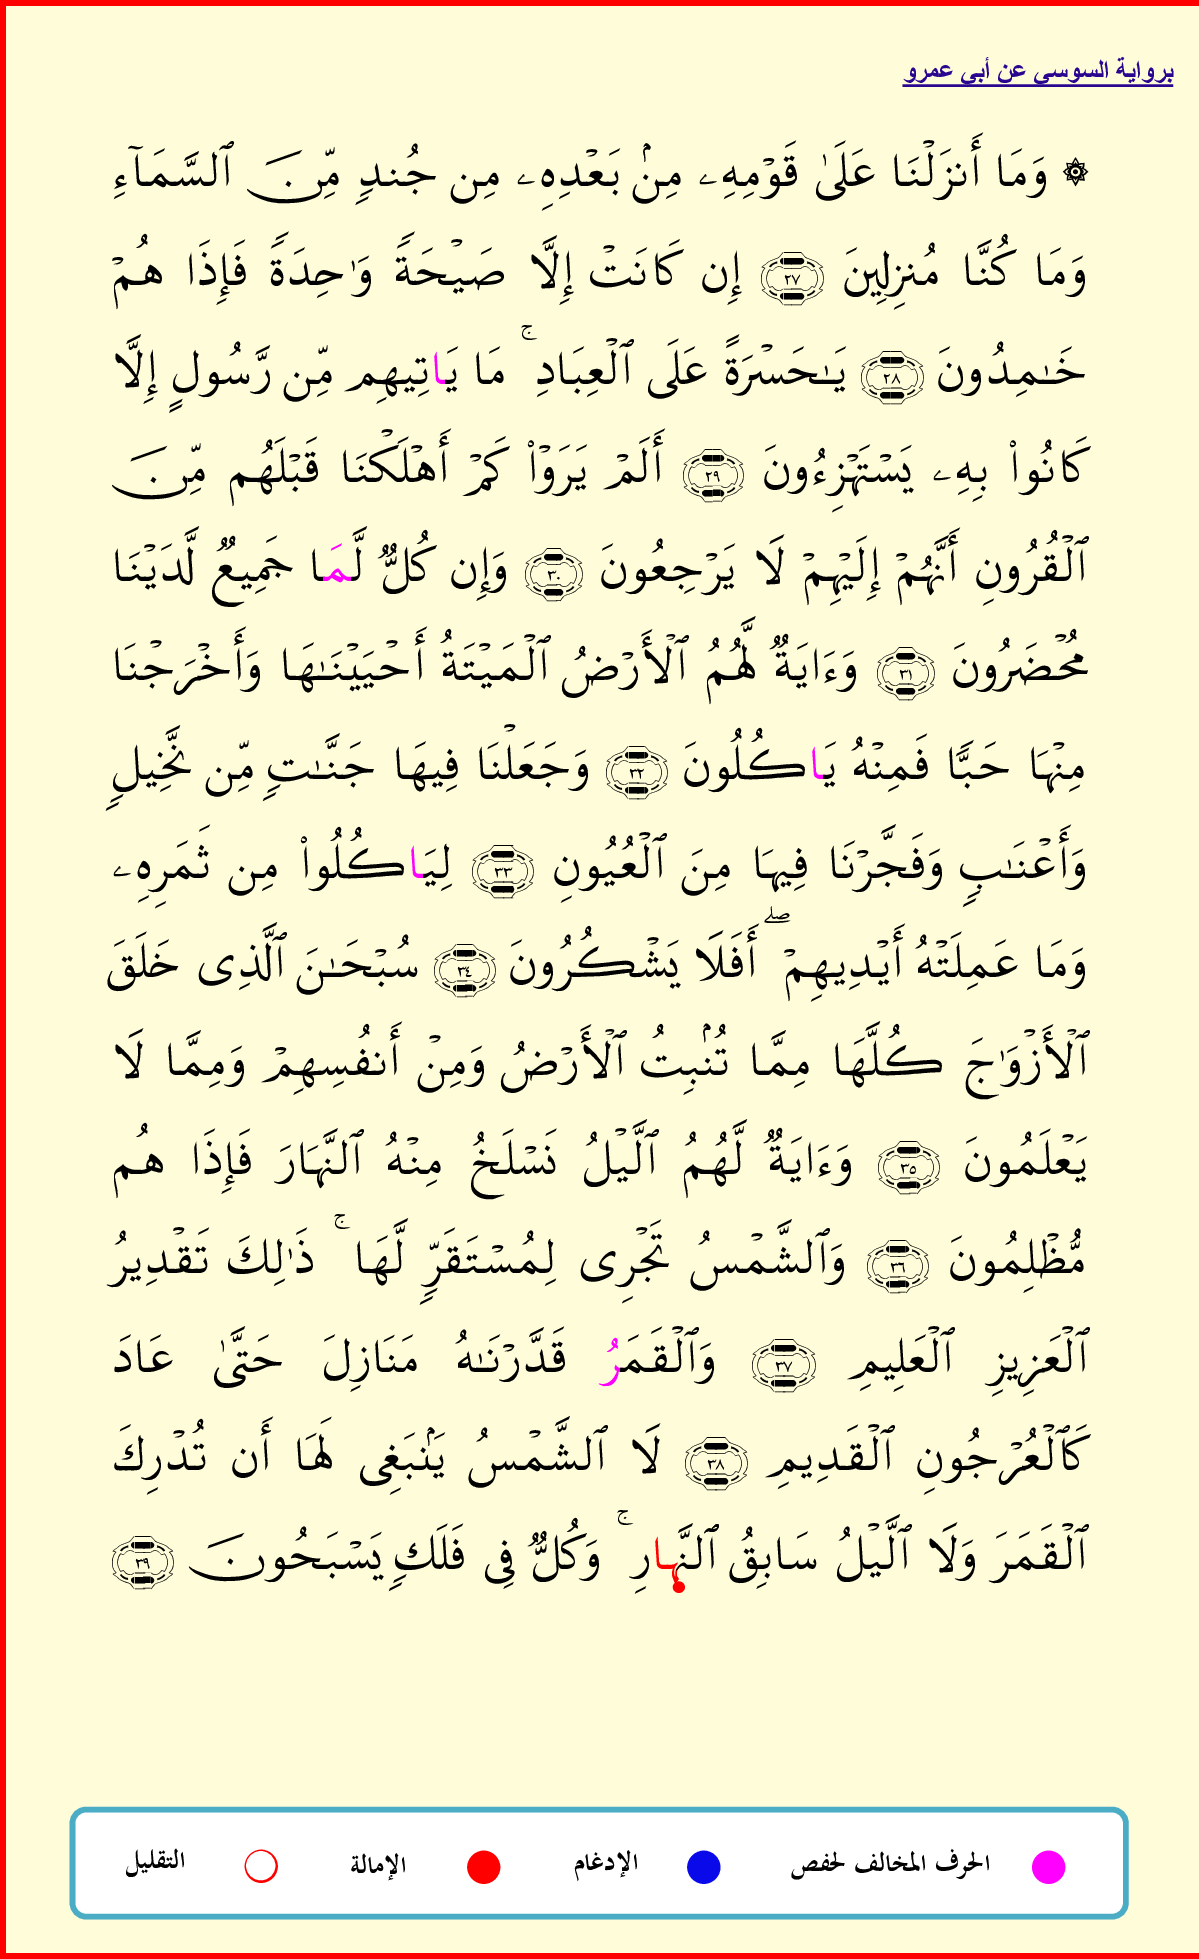 برواية السوسي عن أبي عمرو
۞ وَمَا أَنزَلْنَا عَلَىٰ قَوْمِهِۦ مِنۢ بَعْدِهِۦ مِن جُندٍ مِّنَ ٱلسَّمَآءِ
وَمَا كُنَّا مُنزِلِينَ ٢٧ إِن كَانَتْ إِلَّا صَيْحَةً وَٰحِدَةً فَإِذَا هُمْ
خَـٰمِدُونَ ٢٨ يَـٰحَسْرَةً عَلَى ٱلْعِبَادِ ۚ مَا يَاتِيهِم مِّن رَّسُولٍ إِلَّا
كَانُوا۟ بِهِۦ يَسْتَهْزِءُونَ ٢٩ أَلَمْ يَرَوْا۟ كَمْ أَهْلَكْنَا قَبْلَهُم مِّنَ
ٱلْقُرُونِ أَنَّهُمْ إِلَيْهِمْ لَا يَرْجِعُونَ ٣٠ وَإِن كُلٌّ لَّمَا جَمِيعٌ لَّدَيْنَا
مُحْضَرُونَ ٣١ وَءَايَةٌ لَّهُمُ ٱلْأَرْضُ ٱلْمَيْتَةُ أَحْيَيْنَـٰهَا وَأَخْرَجْنَا
مِنْهَا حَبًّا فَمِنْهُ يَاكُلُونَ ٣٢ وَجَعَلْنَا فِيهَا جَنَّـٰتٍ مِّن نَّخِيلٍ
وَأَعْنَـٰبٍ وَفَجَّرْنَا فِيهَا مِنَ ٱلْعُيُونِ ٣٣ لِيَاكُلُوا۟ مِن ثَمَرِهِۦ
وَمَا عَمِلَتْهُ أَيْدِيهِمْ ۖ أَفَلَا يَشْكُرُونَ ٣٤ سُبْحَـٰنَ ٱلَّذِى خَلَقَ
ٱلْأَزْوَٰجَ كُلَّهَا مِمَّا تُنۢبِتُ ٱلْأَرْضُ وَمِنْ أَنفُسِهِمْ وَمِمَّا لَا
يَعْلَمُونَ ٣٥ وَءَايَةٌ لَّهُمُ ٱلَّيْلُ نَسْلَخُ مِنْهُ ٱلنَّهَارَ فَإِذَا هُم
مُّظْلِمُونَ ٣٦ وَٱلشَّمْسُ تَجْرِى لِمُسْتَقَرٍّ لَّهَا ۚ ذَٰلِكَ تَقْدِيرُ
ٱلْعَزِيزِ ٱلْعَلِيمِ ٣٧ وَٱلْقَمَرُ قَدَّرْنَـٰهُ مَنَازِلَ حَتَّىٰ عَادَ
كَٱلْعُرْجُونِ ٱلْقَدِيمِ ٣٨ لَا ٱلشَّمْسُ يَنۢبَغِى لَهَا أَن تُدْرِكَ
ٱلْقَمَرَ وَلَا ٱلَّيْلُ سَابِقُ ٱلنَّهَارِ ۚ وَكُلٌّ فِى فَلَكٍ يَسْبَحُونَ ٣٩
الحرف المخالف لحفص الإدغام الإمالة التقليل